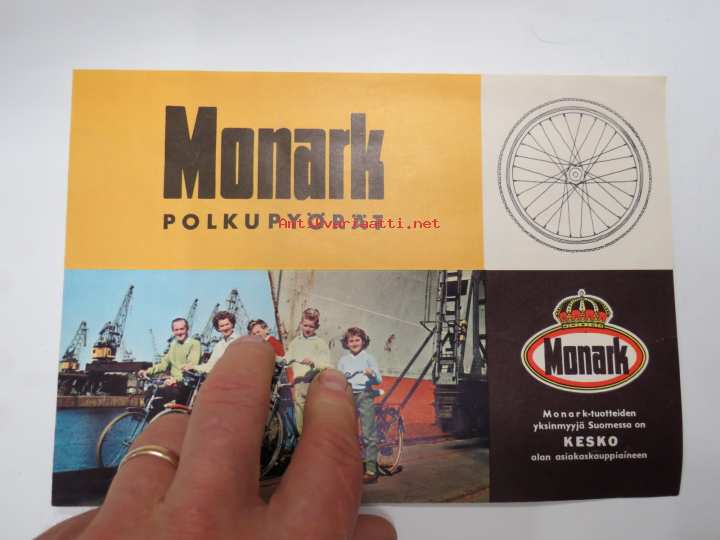 Monark
POLKUPYÖRÄT
Antikvariaatti.net
Monark
Monark-tuotteiden
yksinmyyjä Suomessa on
KESKO
alan asiakaskauppiaineen